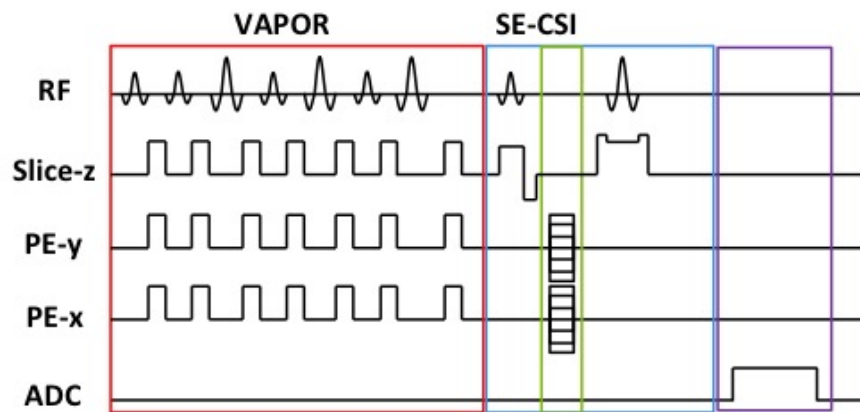 VAPOR SE-CSI
RF
Slice-z
PE-y
PE-x
ADC